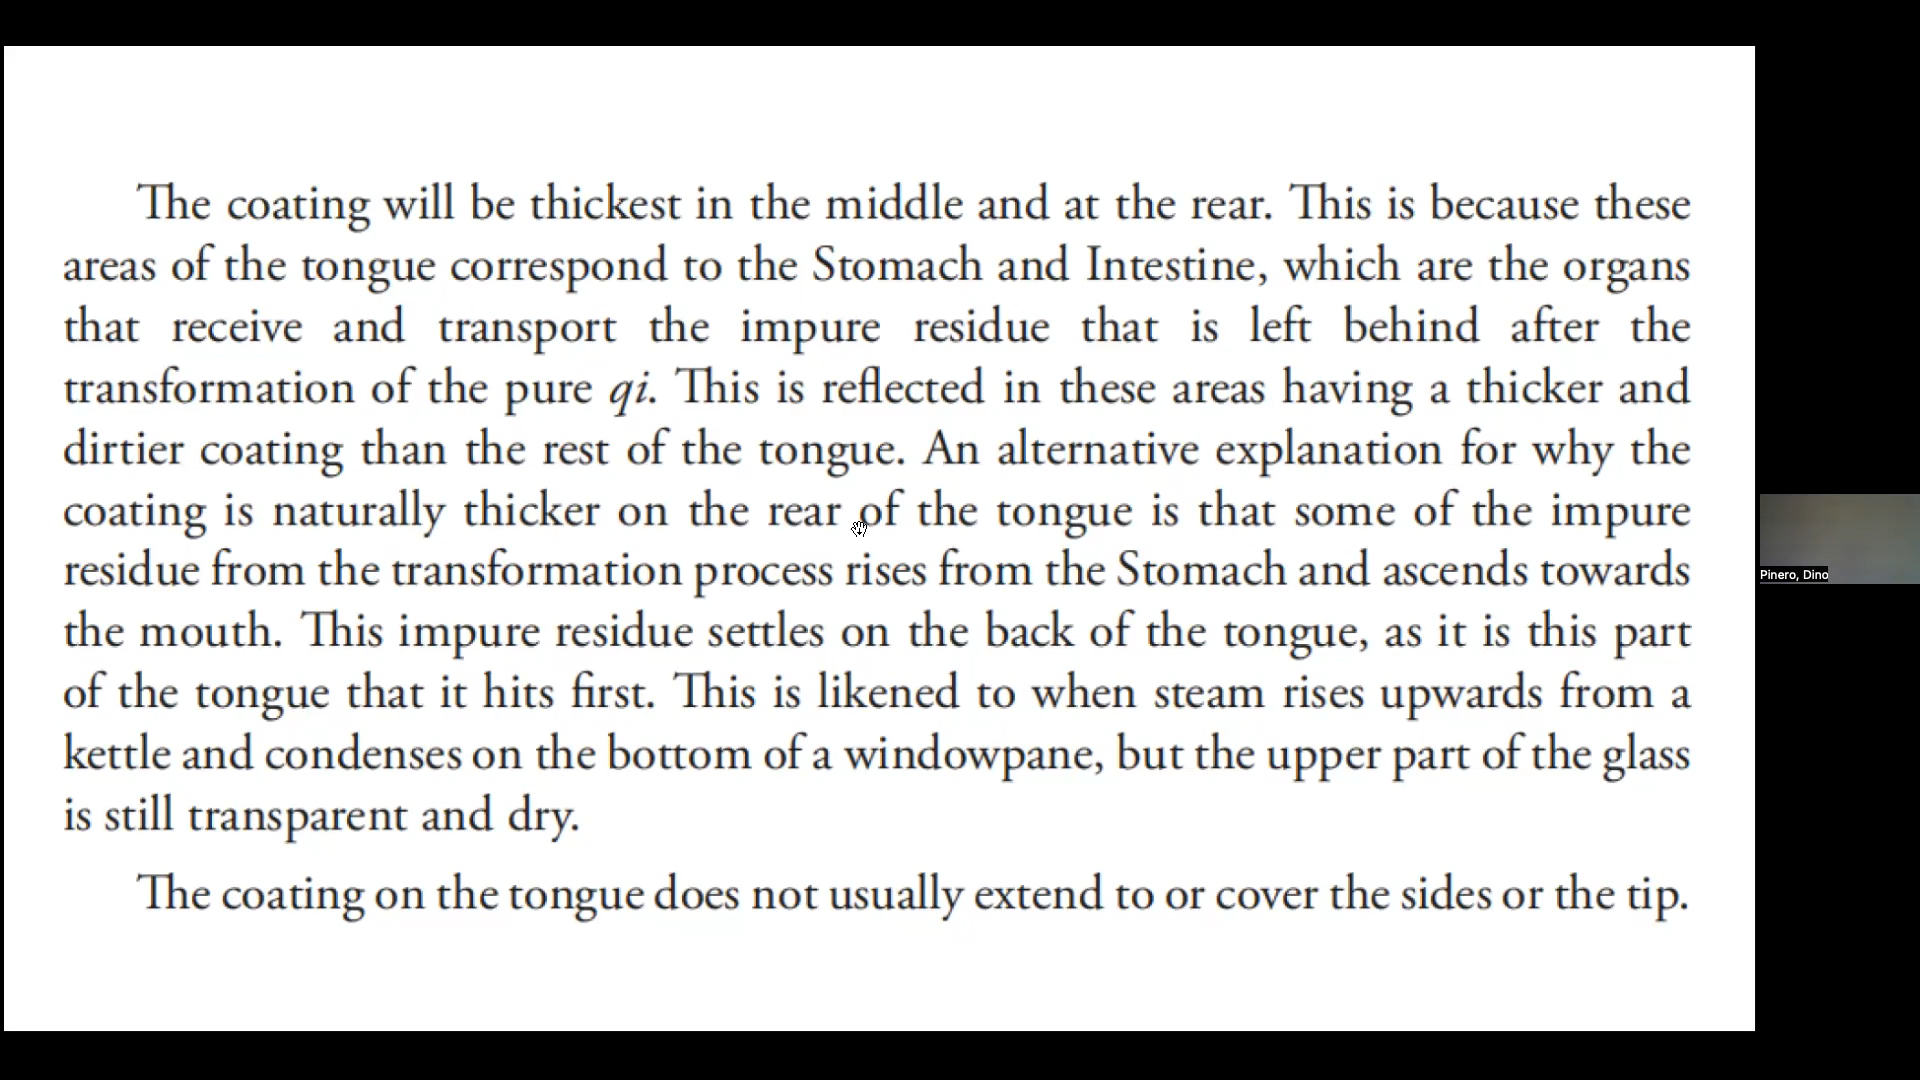 The coating will be thickest in the middle and at the rear. This is because these
areas of the tongue correspond to the Stomach and Intestine, which are the organs
that receive and transport the impure residue that is left behind after the
transformation of the pure qi. This is reflected in these areas having a thicker and
dirtier coating than the rest of the tongue. An alternative explanation for why the
coating is naturally thicker on the rear of the tongue is that some of the impure
residue from the transformation process rises from the Stomach and ascends towards
the mouth. This impure residue settles on the back of the tongue, as it is this part
of the tongue that it hits first. This is likened to when steam rises upwards from a
kettle and condenses on the bottom of a windowpane, but the upper part of the glass
is still transparent and dry.
The coating on the tongue does not usually extend to or cover the sides or the tip.
Pinero, Dino